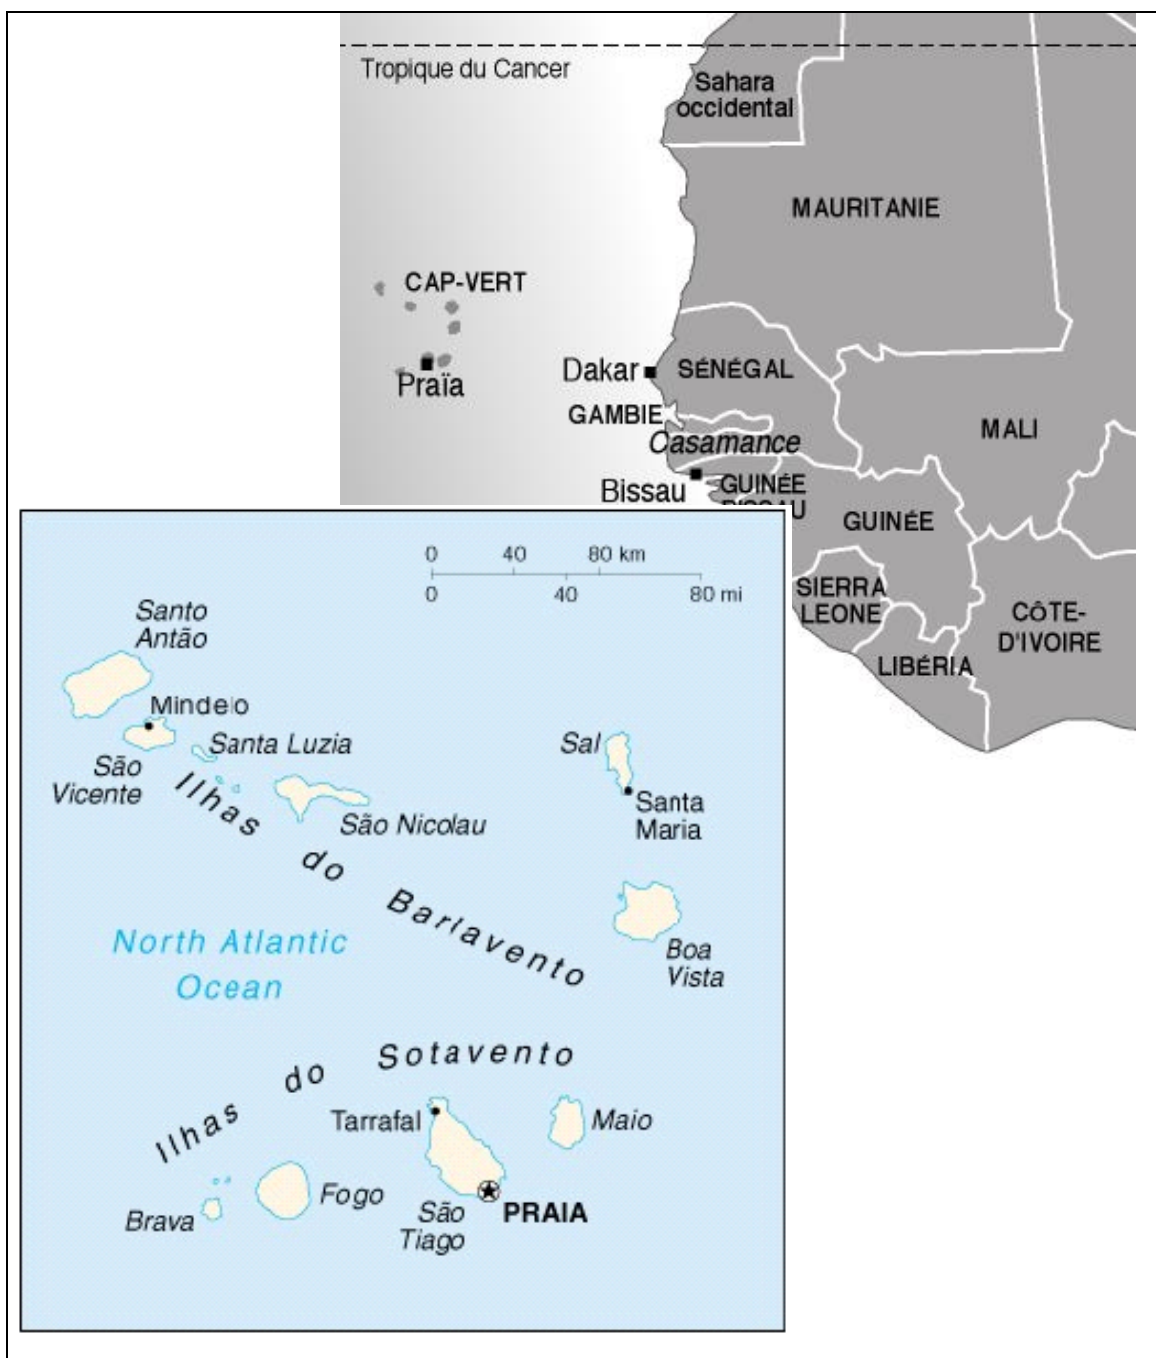 Tropique du Cancer
Sahara
occidental
MAURITANIE
CAP-VERT
Praïa
Dakar
SÉNÉGAL
GAMBIE
Casamance
MALI
Bissau
GUINÉE
BISSAU
GUINÉE
SIERRA
LEONE
LIBÉRIA
CÔTE-
D'IVOIRE
0 40 80 km
0 40 80 mi
Santo
Antão
Mindelo
São
Vicente
Santa Luzia
São Nicolau
Sal
Santa
Maria
Boa
Vista
Ilhas do Barlavento
North Atlantic
Ocean
Ilhas do Sotavento
Tarrafal
Maio
Fogo
Brava
São
Tiago
PRAIA